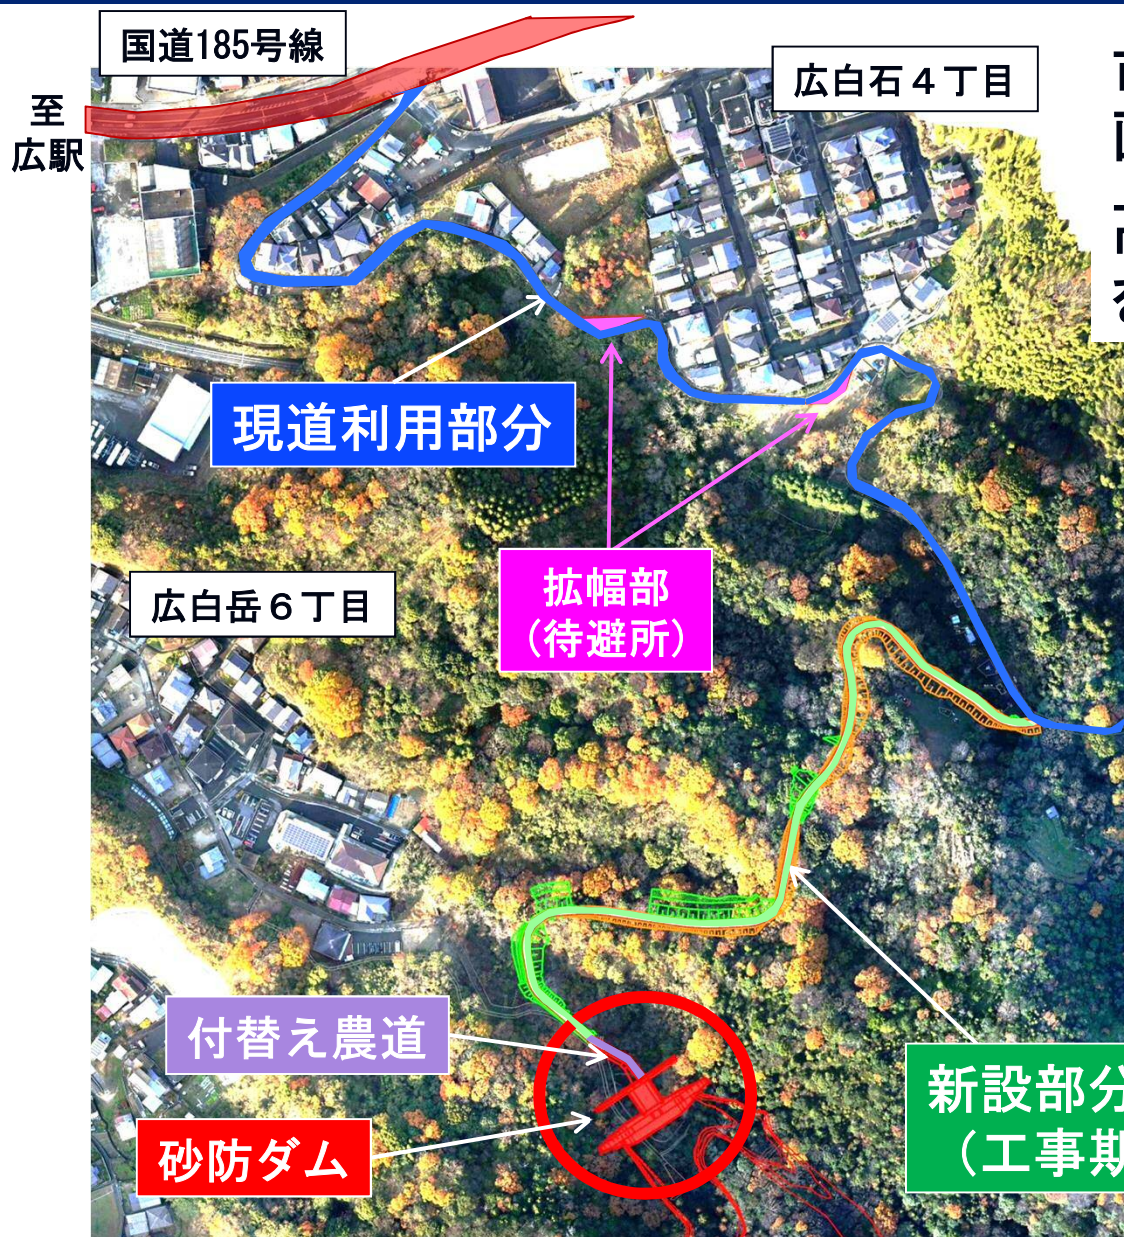 国道185号線
至
広駅
広白石４丁目
現道利用部分
拡幅部
（待避所）
広白岳６丁目
付替え農道
砂防ダム
新設部分
（工事期